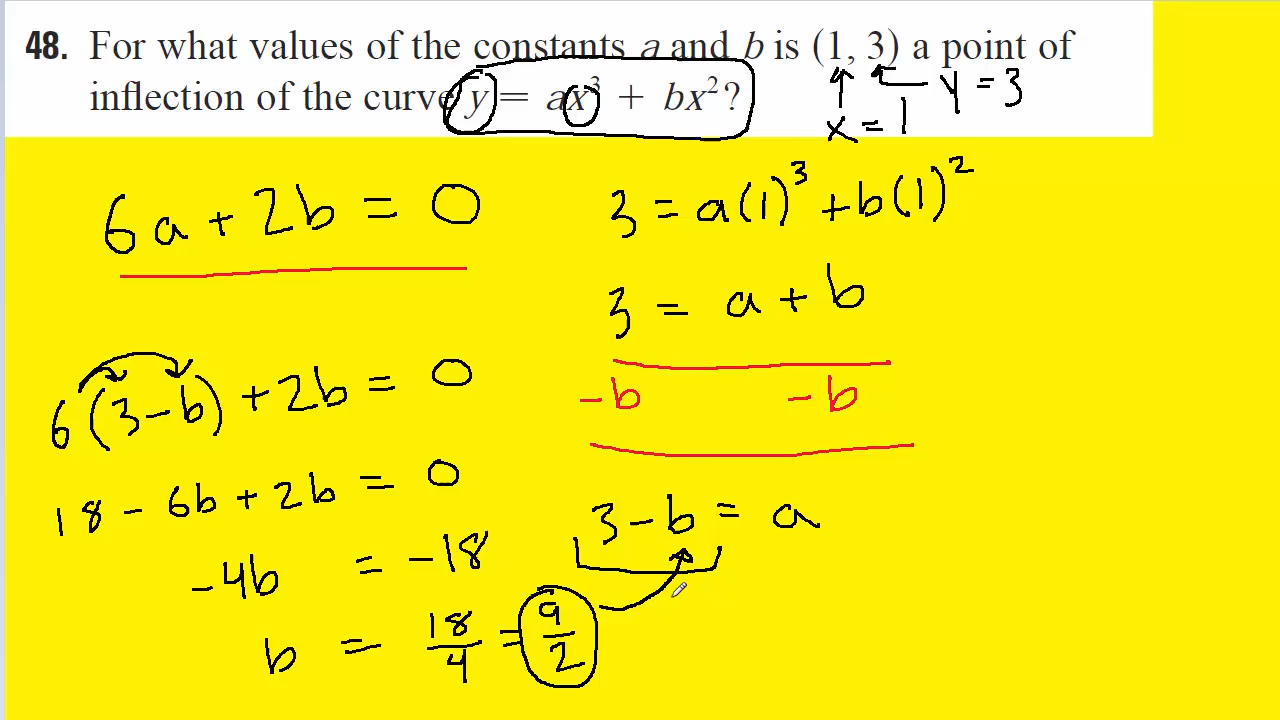 48. For what values of the constants a and b is (1, 3) a point of
inflection of the curve y = ax³ + bx²?
x = 1
y = 3
6a + 2b = 0
6(3 - b) + 2b = 0
18 - 6b + 2b = 0
-4b = -18
b = 18/4 = 9/2
3 = a(1)³ + b(1)²
3 = a + b
-b -b
3 - b = a